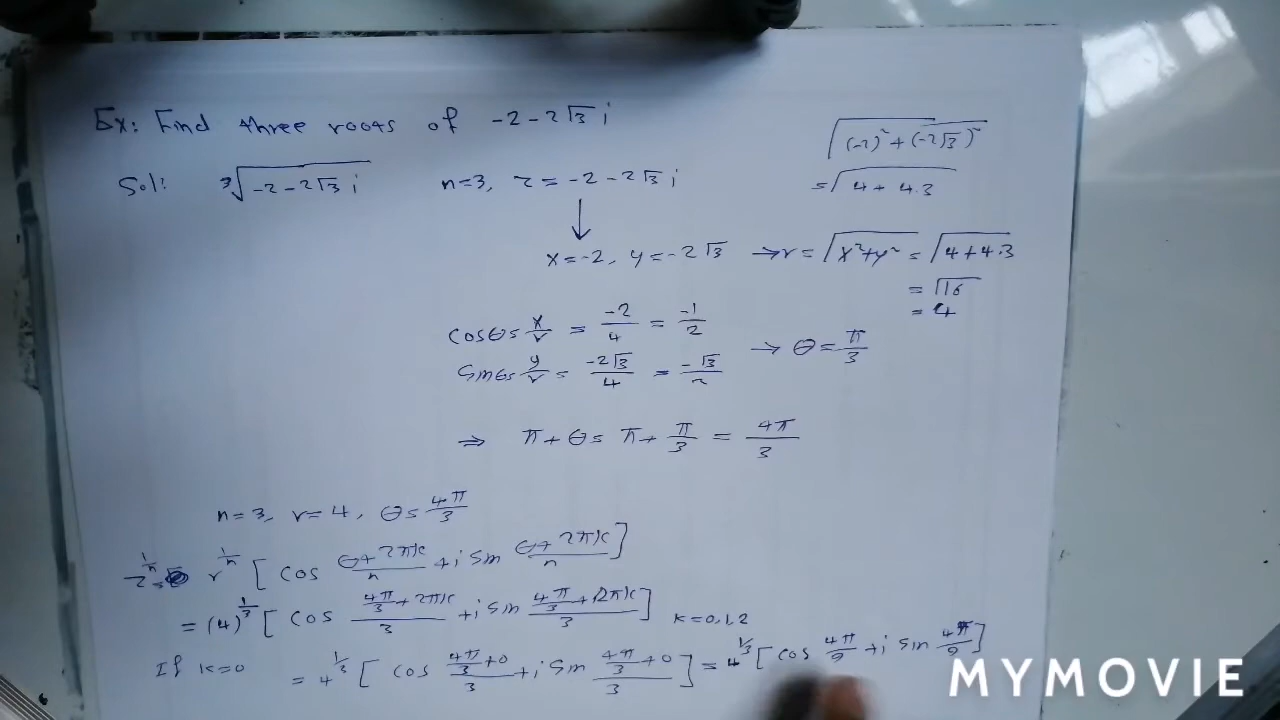 Ex: Find three roots of -2-2√3 i
√((-2)²+(-2√3)²)
Sol: ³√(-2-2√3 i) n=3, z=-2-2√3 i
=√(4+4.3)
↓
x=-2, y=-2√3 → r=√(x²+y²) = √(4+4.3)
= √16
= 4
cosθ= x/r = -2/4 = -1/2
sinθ= y/r = -2√3/4 = -√3/2 → θ=π/3
⇒ π+θ= π+π/3 = 4π/3
n=3, r=4, θ=4π/3
z^(1/n)= r^(1/n) [cos (θ+2πk)/n + i sin (θ+2πk)/n]
= (4)^(1/3) [cos (4π/3+2πk)/3 + i sin (4π/3+2πk)/3] k=0,1,2
If k=0 = 4^(1/3) [cos (4π/3+0)/3 + i sin (4π/3+0)/3] = 4^(1/3) [cos 4π/9 + i sin 4π/9]
MYMOVIE